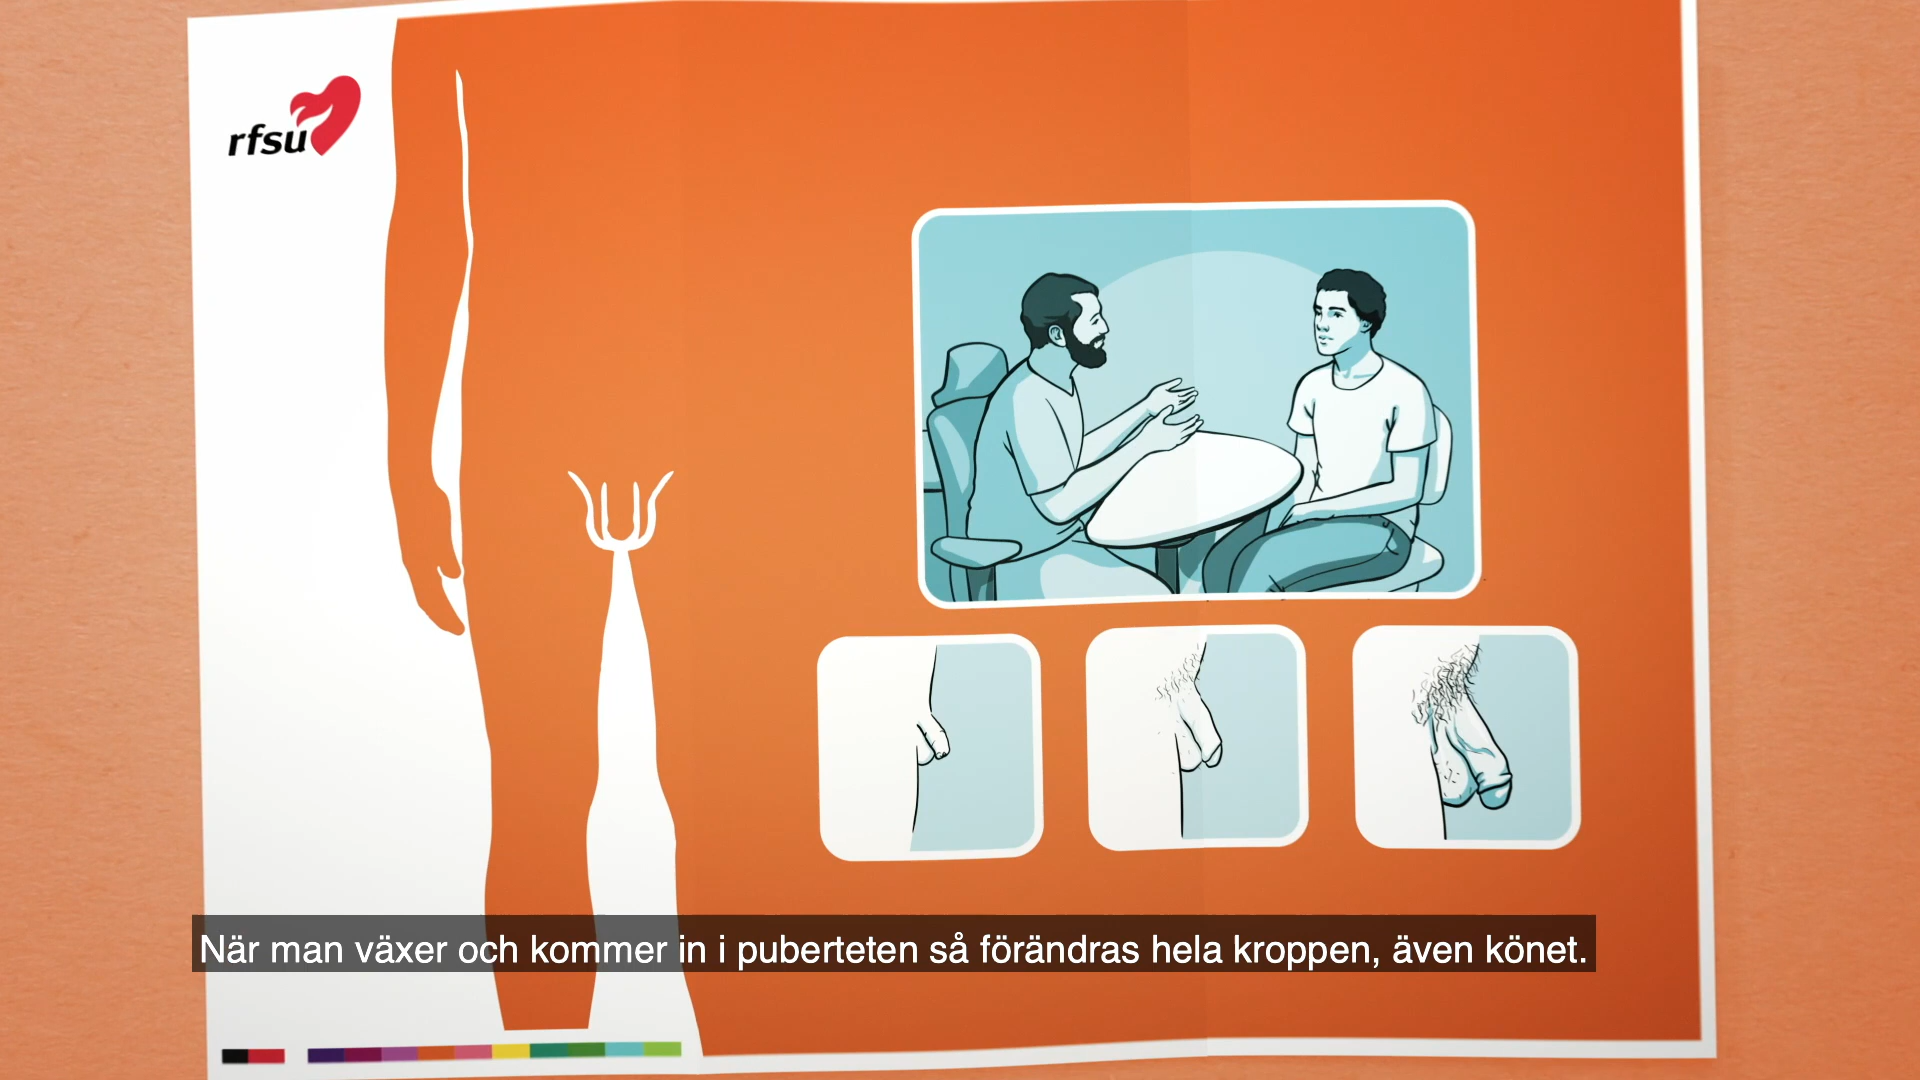 rfsu
När man växer och kommer in i puberteten så förändras hela kroppen, även könet.